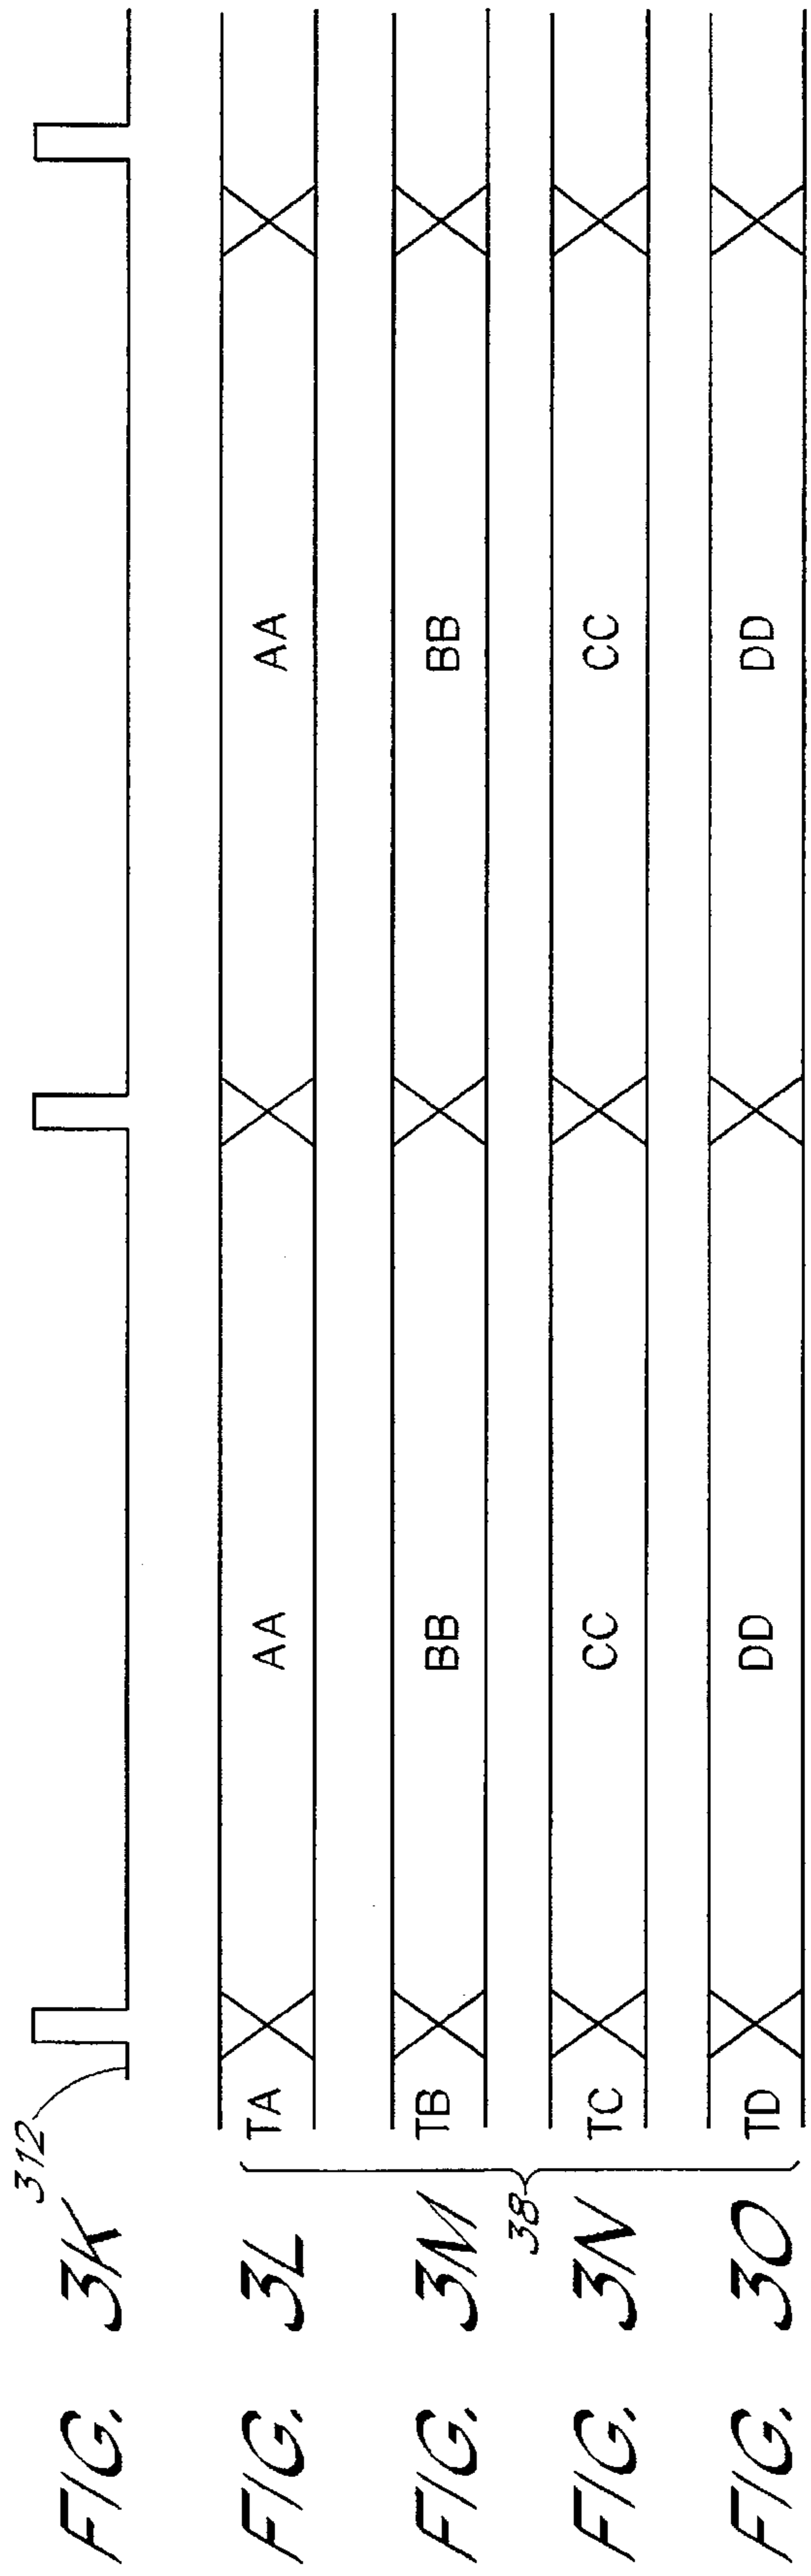 FIG. 3K
312
FIG. 3L
TA AA AA
FIG. 3M
TB BB BB
38
FIG. 3N
TC CC CC
FIG. 3O
TD DD DD